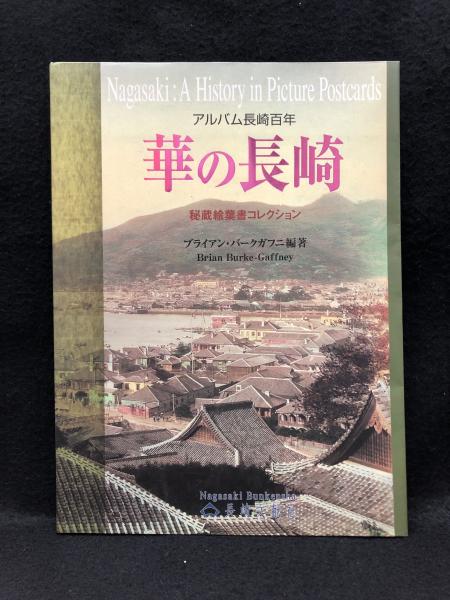 Nagasaki : A History in Picture Postcards
アルバム長崎百年
華の長崎
秘蔵絵葉書コレクション
ブライアン・バークガフニ編著
Brian Burke-Gaffney
Nagasaki Bunkensha
長崎文献社